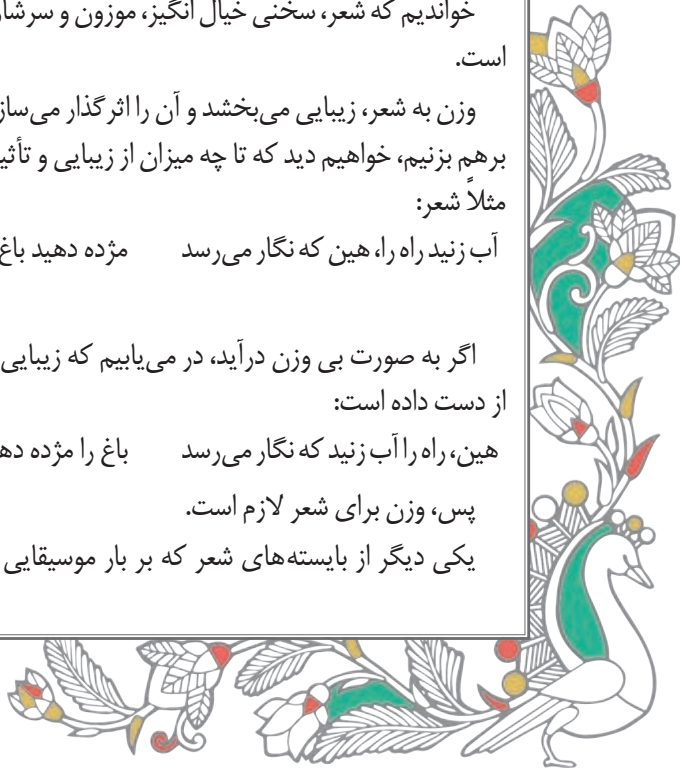 خواندیم که شعر، سخنی خیال انگیز، موزون و سرشار
است.
وزن به شعر، زیبایی می‌بخشد و آن را اثرگذار می‌ساز
برهم بزنیم، خواهیم دید که تا چه میزان از زیبایی و تأثی
مثلاً شعر:
آب زنید راه را، هین که نگار می‌رسد مژده دهید باغ
اگر به صورت بی وزن درآید، در می‌یابیم که زیبایی
از دست داده است:
هین، راه را آب زنید که نگار می‌رسد باغ را مژده ده
پس، وزن برای شعر لازم است.
یکی دیگر از بایسته‌های شعر که بر بار موسیقایی